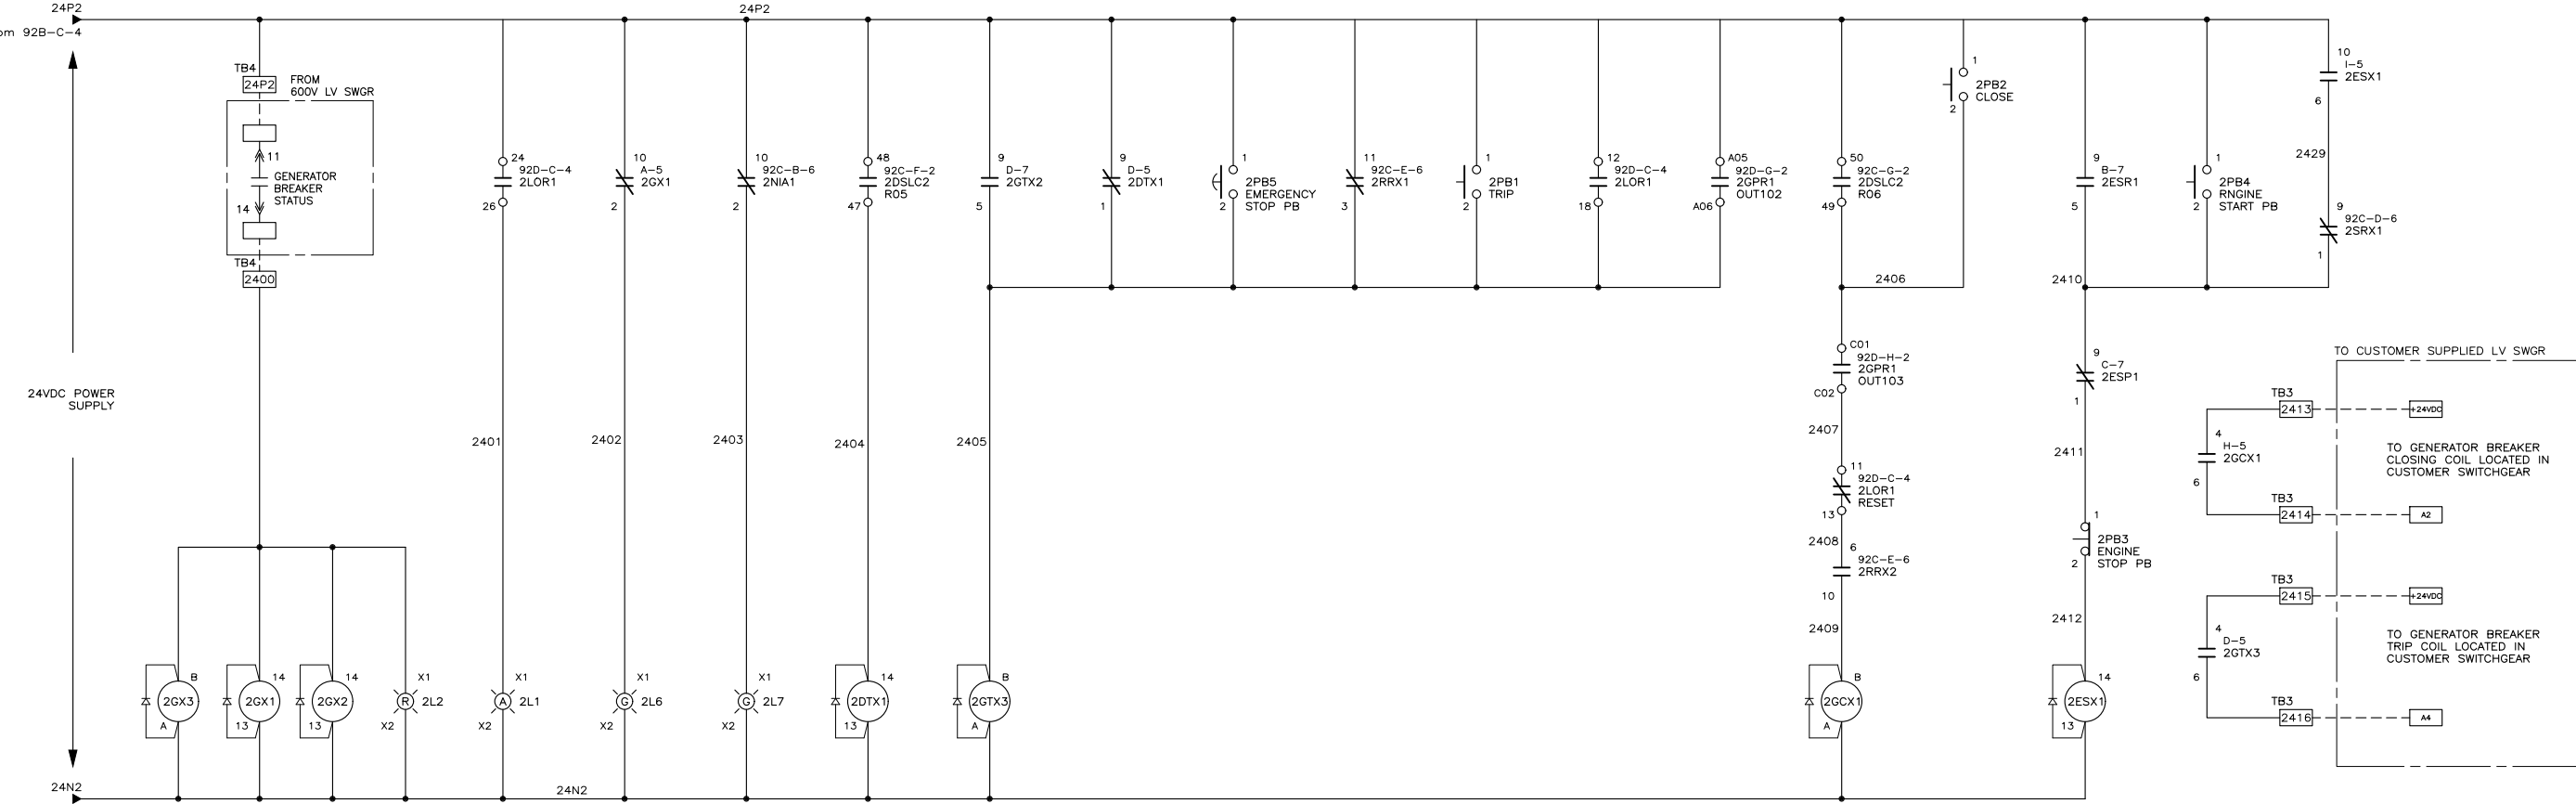 24P2
om 92B-C-4
24P2
TB4
24P2
FROM
600V LV SWGR
11
GENERATOR
BREAKER
STATUS
14
TB4
2400
24VDC POWER
SUPPLY
24
92D-C-4
2LOR1
26
10
A-5
2GX1
2
10
92C-B-6
2NIA1
2
48
92C-F-2
2DSLC2
R05
47
9
D-7
2GTX2
5
9
D-5
2DTX1
1
1
2PB5
EMERGENCY
STOP PB
2
11
92C-E-6
2RRX1
3
1
2PB1
TRIP
2
12
92D-C-4
2LOR1
18
A05
92D-G-2
2GPR1
OUT102
A06
50
92C-G-2
2DSLC2
R06
49
1
2PB2
CLOSE
2
9
B-7
2ESR1
5
1
2PB4
RNGINE
START PB
2
10
I-5
2ESX1
6
2429
9
92C-D-6
2SRX1
1
2406
2410
C01
92D-H-2
2GPR1
OUT103
C02
2407
11
92D-C-4
2LOR1
RESET
13
2408
6
92C-E-6
2RRX2
10
2409
9
C-7
2ESP1
1
2411
1
2PB3
ENGINE
STOP PB
2
2412
2401
2402
2403
2404
2405
TO CUSTOMER SUPPLIED LV SWGR
TB3
2413
+24VDC
4
H-5
2GCX1
6
TO GENERATOR BREAKER
CLOSING COIL LOCATED IN
CUSTOMER SWITCHGEAR
TB3
2414
A2
TB3
2415
+24VDC
4
D-5
2GTX3
6
TO GENERATOR BREAKER
TRIP COIL LOCATED IN
CUSTOMER SWITCHGEAR
TB3
2416
A4
B
2GX3
A
14
2GX1
13
14
2GX2
13
X1
R
2L2
X2
X1
A
2L1
X2
X1
G
2L6
X2
X1
G
2L7
X2
14
2DTX1
13
B
2GTX3
A
B
2GCX1
A
14
2ESX1
13
24N2
24N2